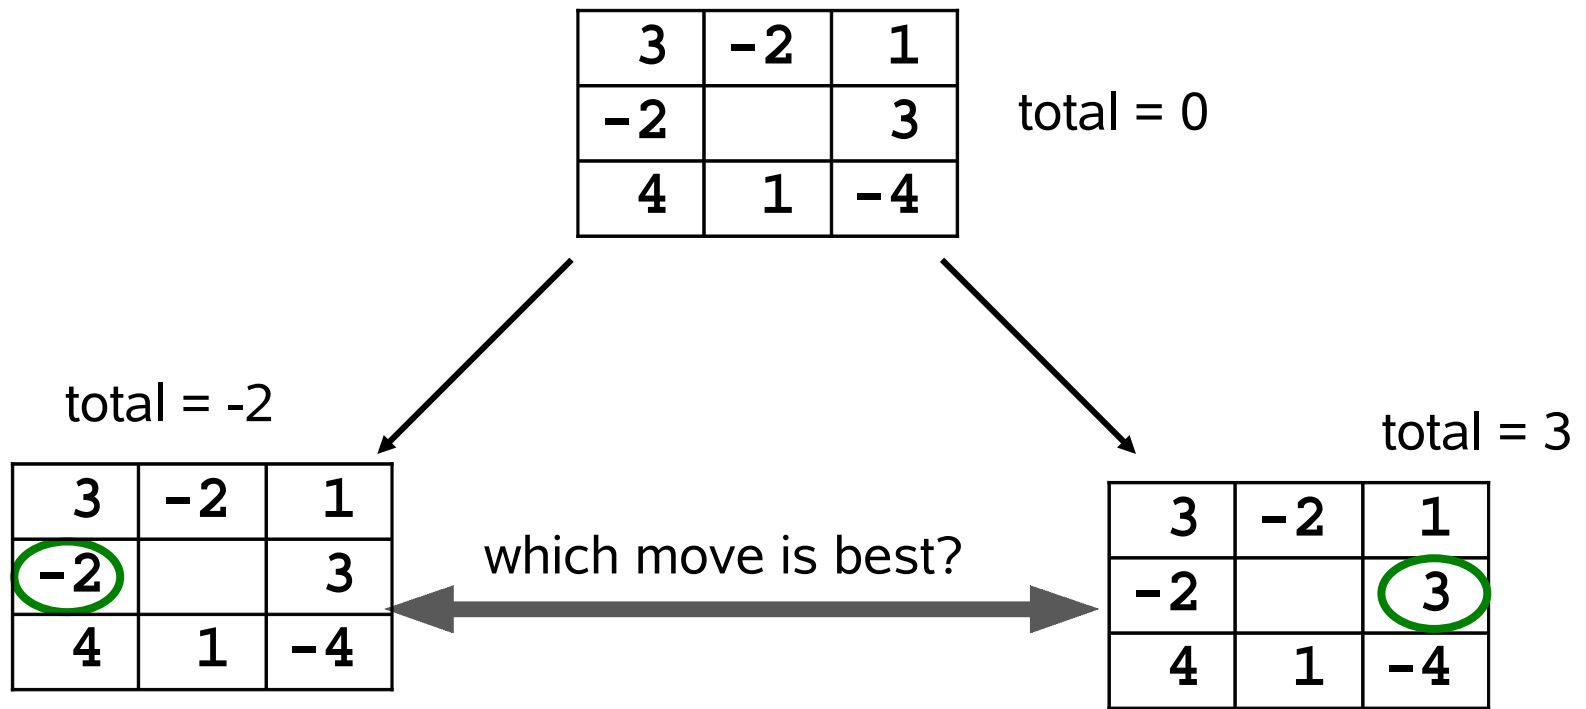 3 -2 1
-2 3
4 1 -4
total = 0
total = -2
total = 3
3 -2 1
-2 3
4 1 -4
which move is best?
3 -2 1
-2 3
4 1 -4